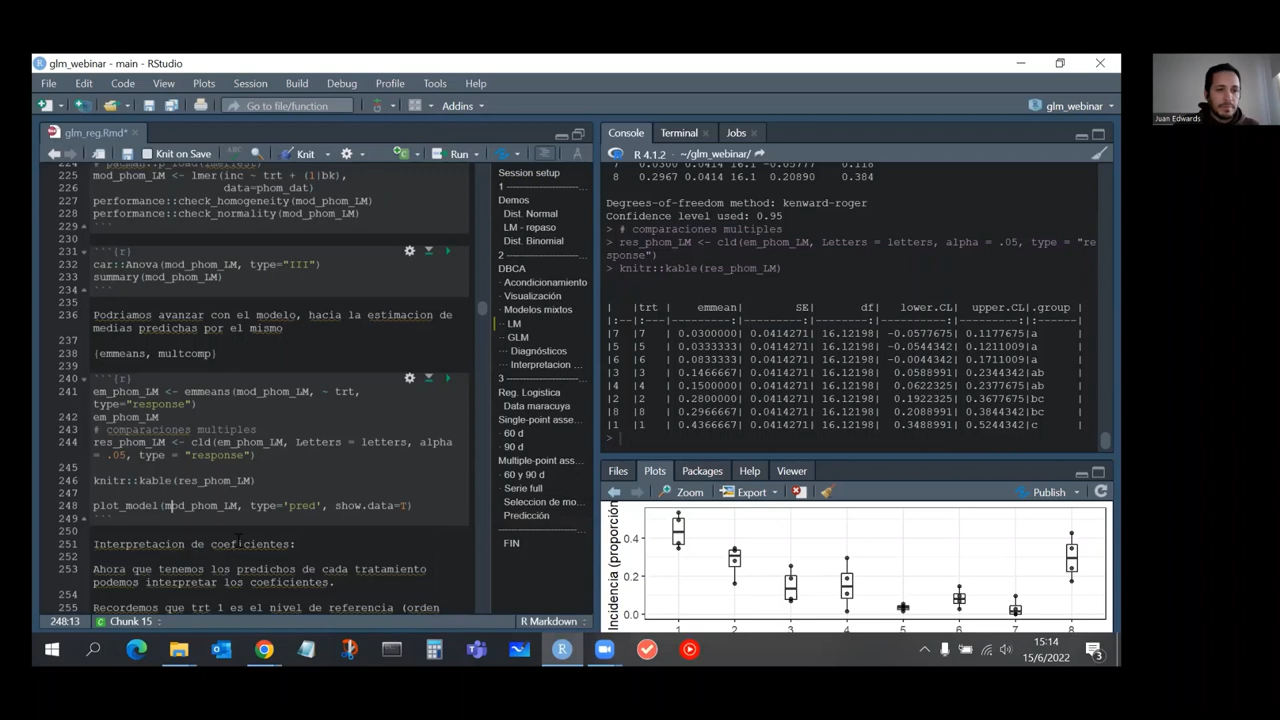 glm_webinar - main - RStudio
File Edit Code View Plots Session Build Debug Profile Tools Help
Go to file/function Addins glm_webinar
glm_reg.Rmd*
Knit on Save Knit Run
225 mod_phom_LM <- lmer(inc ~ trt + (1|bk),
226 data=phom_dat)
227 performance::check_homogeneity(mod_phom_LM)
228 performance::check_normality(mod_phom_LM)
229 ```
230
231 ```{r}
232 car::Anova(mod_phom_LM, type="III")
233 summary(mod_phom_LM)
234 ```
235
236 Podriamos avanzar con el modelo, hacia la estimacion de
medias predichas por el mismo
237
238 {emmeans, multcomp}
239
240 ```{r}
241 em_phom_LM <- emmeans(mod_phom_LM, ~ trt,
type="response")
242 em_phom_LM
243 # comparaciones multiples
244 res_phom_LM <- cld(em_phom_LM, Letters = letters, alpha
= .05, type = "response")
245
246 knitr::kable(res_phom_LM)
247
248 plot_model(mod_phom_LM, type='pred', show.data=T)
249 ```
250
251 Interpretacion de coeficientes:
252
253 Ahora que tenemos los predichos de cada tratamiento
podemos interpretar los coeficientes.
254
255 Recordemos que trt 1 es el nivel de referencia (orden
248:13 Chunk 15 R Markdown
Session setup
1 ----------------
Demos
Dist. Normal
LM - repaso
Dist. Binomial
2 ----------------
DBCA
Acondicionamiento
Visualización
Modelos mixtos
LM
GLM
Diagnósticos
Interpretacion
3 ----------------
Reg. Logistica
Data maracuya
Single-point asse...
60 d
90 d
Multiple-point ass...
60 y 90 d
Serie full
Seleccion de mo...
Predicción
FIN
Console Terminal Jobs
R 4.1.2 · ~/glm_webinar/
7 0.0300 0.0414 16.1 -0.05777 0.118
8 0.2967 0.0414 16.1 0.20890 0.384
Degrees-of-freedom method: kenward-roger
Confidence level used: 0.95
> # comparaciones multiples
> res_phom_LM <- cld(em_phom_LM, Letters = letters, alpha = .05, type = "re
sponse")
> knitr::kable(res_phom_LM)
| |trt | emmean| SE| df| lower.CL| upper.CL|.group |
|:--|:---|---------:|---------:|--------:|----------:|---------:|:------|
|7 |7 | 0.0300000| 0.0414271| 16.12198| -0.0577675| 0.1177675|a |
|5 |5 | 0.0333333| 0.0414271| 16.12198| -0.0544342| 0.1211009|a |
|6 |6 | 0.0833333| 0.0414271| 16.12198| -0.0044342| 0.1711009|a |
|3 |3 | 0.1466667| 0.0414271| 16.12198| 0.0588991| 0.2344342|ab |
|4 |4 | 0.1500000| 0.0414271| 16.12198| 0.0622325| 0.2377675|ab |
|2 |2 | 0.2800000| 0.0414271| 16.12198| 0.1922325| 0.3677675|bc |
|8 |8 | 0.2966667| 0.0414271| 16.12198| 0.2088991| 0.3844342|bc |
|1 |1 | 0.4366667| 0.0414271| 16.12198| 0.3488991| 0.5244342|c |
>
Files Plots Packages Help Viewer
Zoom Export Publish
Incidencia (proporción
0.4
0.2
0.0
1 2 3 4 5 6 7 8
15:14
15/6/2022
3
Juan Edwards